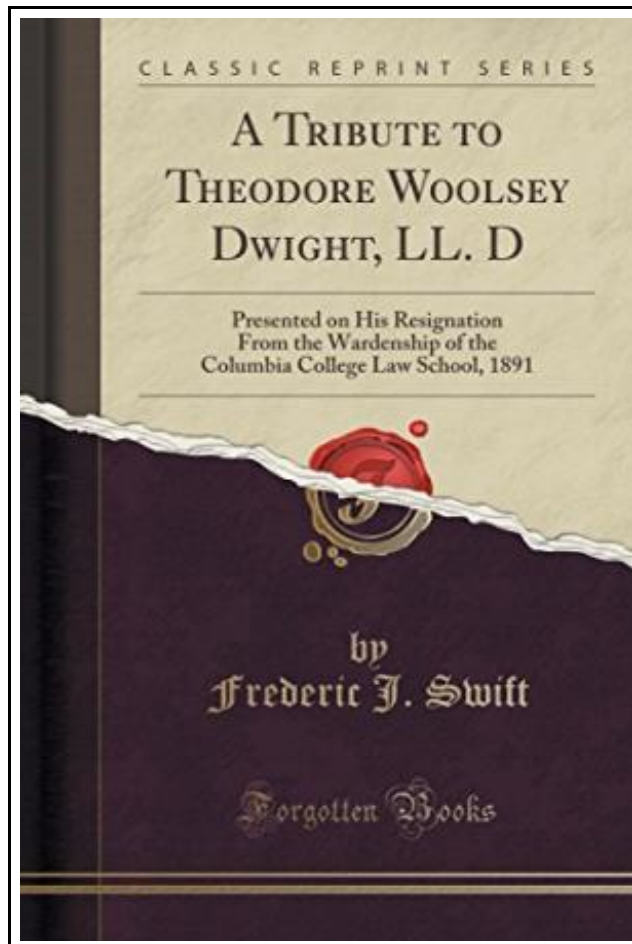 CLASSIC REPRINT SERIES
A TRIBUTE TO
THEODORE WOOLSEY
DWIGHT, LL. D
Presented on His Resignation
From the Wardenship of the
Columbia College Law School, 1891
by
Frederic J. Swift
Forgotten Books